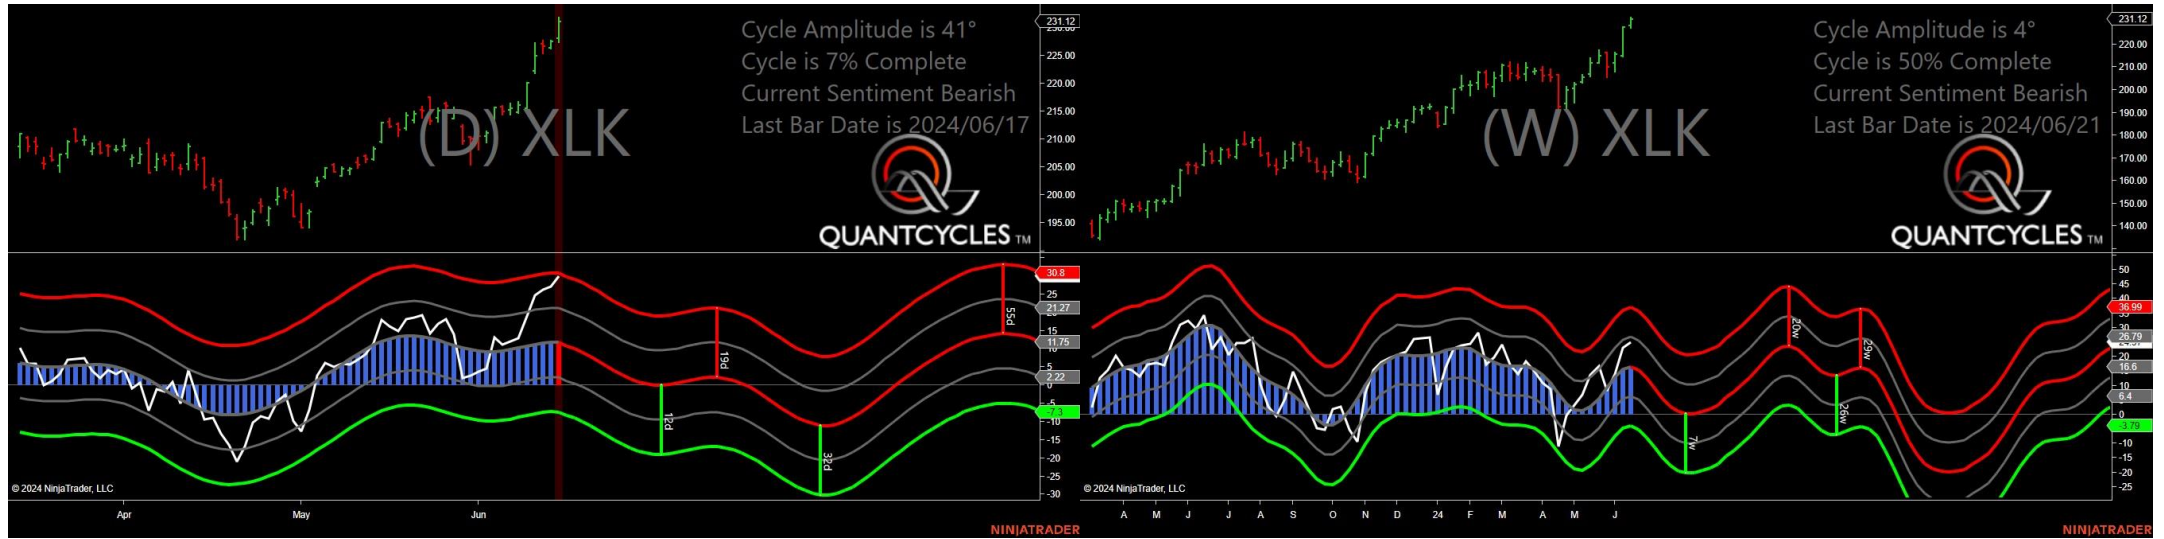 Cycle Amplitude is 41°
Cycle is 7% Complete
Current Sentiment Bearish
Last Bar Date is 2024/06/17
(D) XLK
QUANTCYCLES TM
231.12
225.00
220.00
215.00
210.00
205.00
200.00
195.00
30.8
25
21.27
15
11.75
5
2.22
0
-5
-7.3
-10
-15
-20
-25
-30
19d
12d
32d
55d
© 2024 NinjaTrader, LLC
Apr
May
Jun
NINJATRADER
Cycle Amplitude is 4°
Cycle is 50% Complete
Current Sentiment Bearish
Last Bar Date is 2024/06/21
(W) XLK
QUANTCYCLES TM
231.12
220.00
210.00
200.00
190.00
180.00
170.00
160.00
150.00
140.00
50
45
40
36.99
30
26.79
20
16.6
10
6.4
0
-3.79
-10
-15
-20
-25
20w
29w
7w
26w
© 2024 NinjaTrader, LLC
A M J J A S O N D 24 F M A M J
NINJATRADER